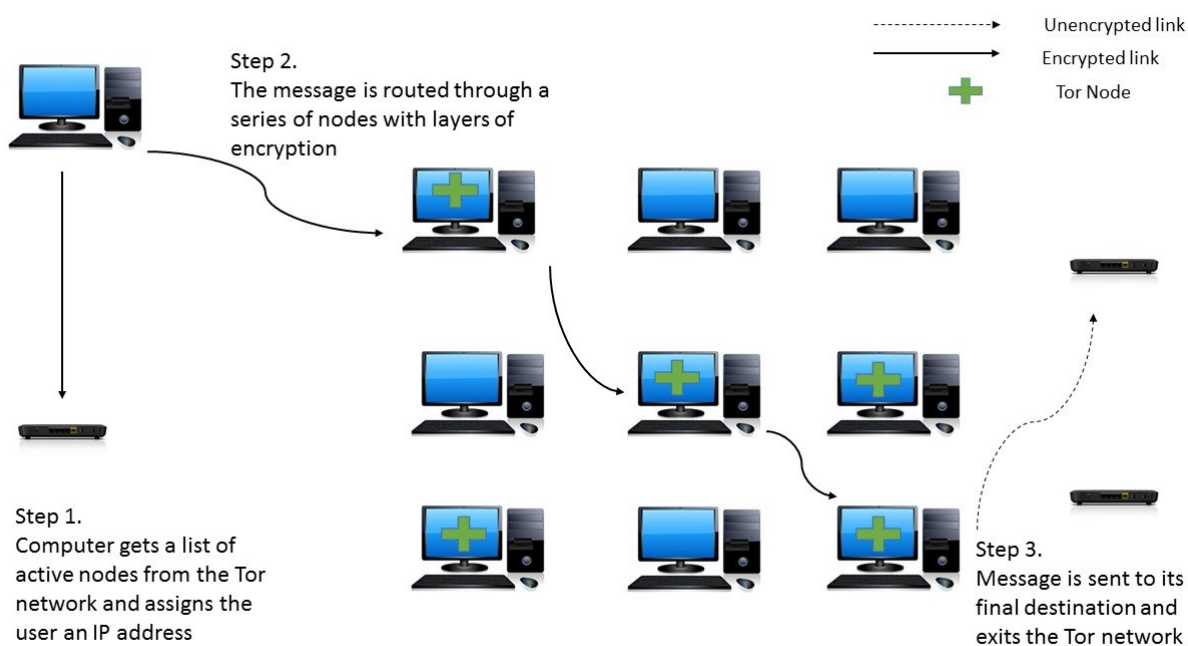 Unencrypted link
Encrypted link
Tor Node
Step 2.
The message is routed through a
series of nodes with layers of
encryption
Step 1.
Computer gets a list of
active nodes from the Tor
network and assigns the
user an IP address
Step 3.
Message is sent to its
final destination and
exits the Tor network